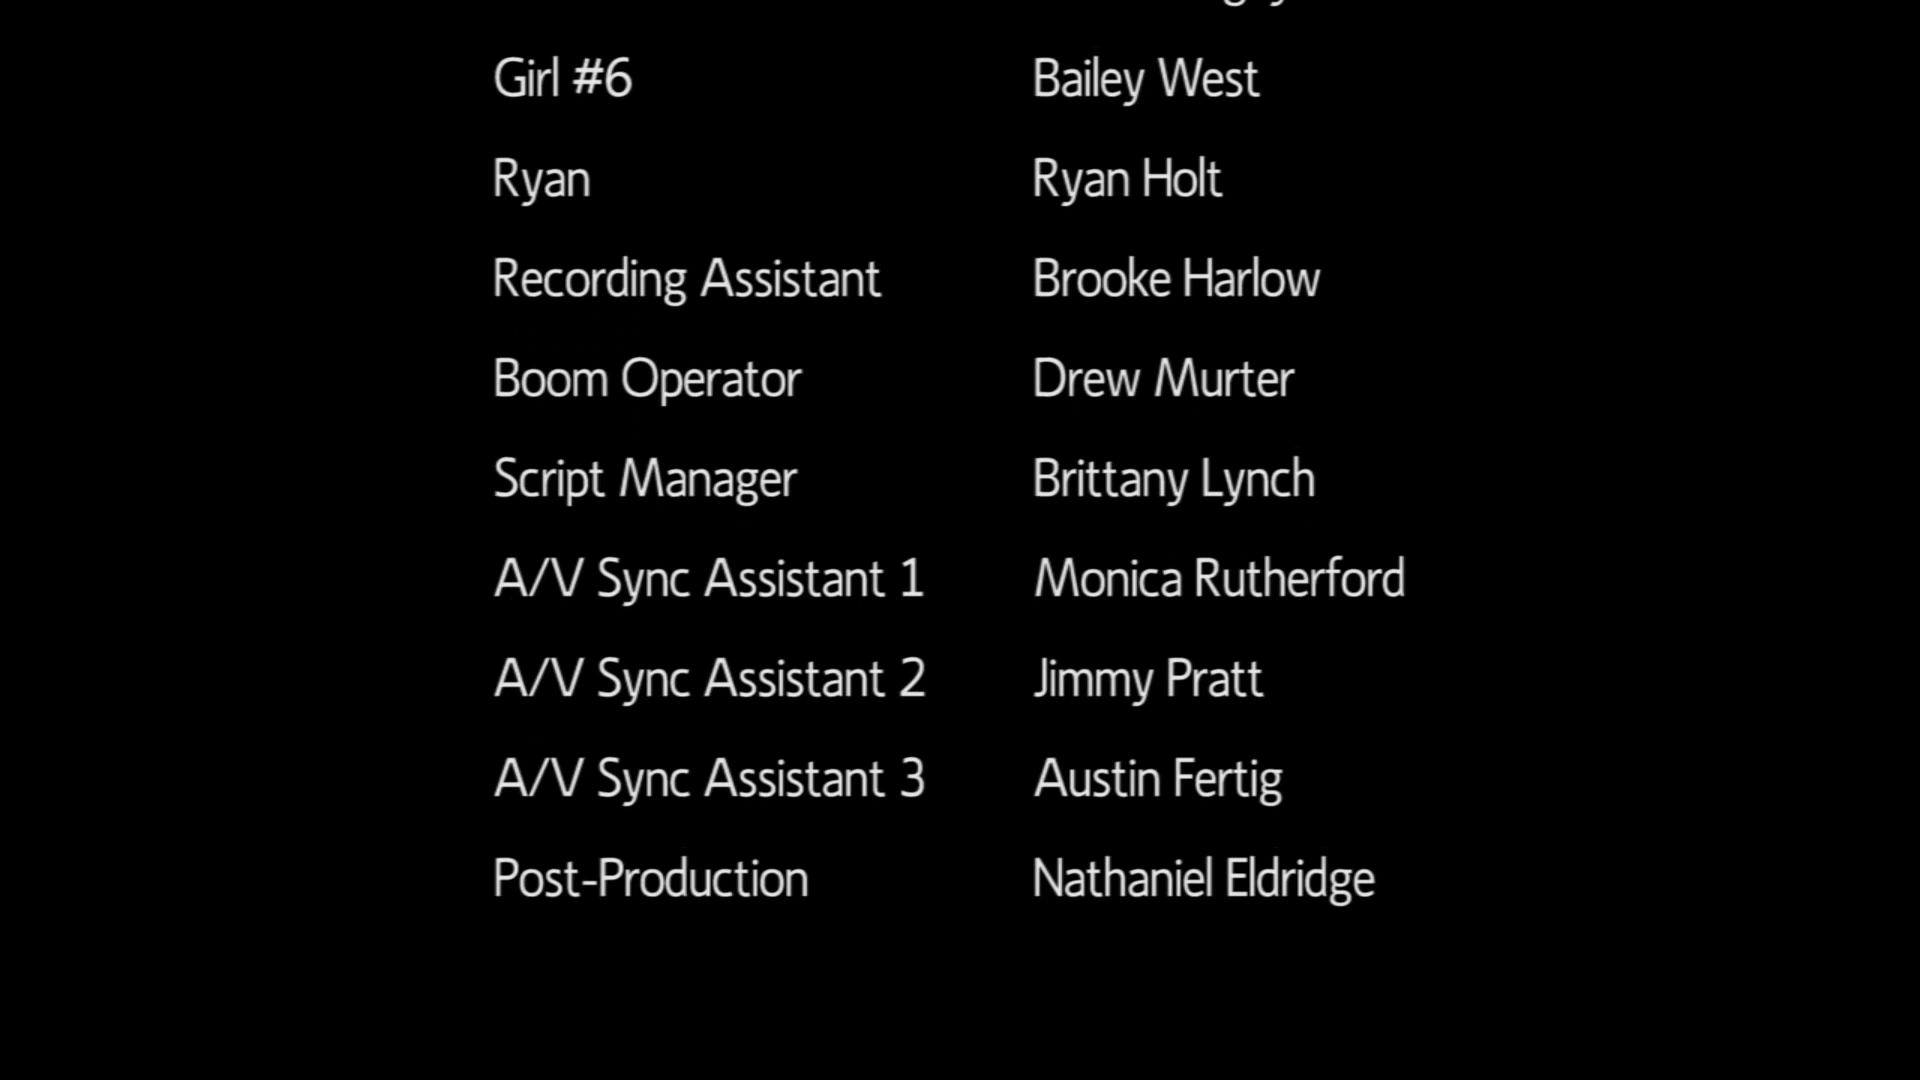 Girl #6 Bailey West
Ryan Ryan Holt
Recording Assistant Brooke Harlow
Boom Operator Drew Murter
Script Manager Brittany Lynch
A/V Sync Assistant 1 Monica Rutherford
A/V Sync Assistant 2 Jimmy Pratt
A/V Sync Assistant 3 Austin Fertig
Post-Production Nathaniel Eldridge